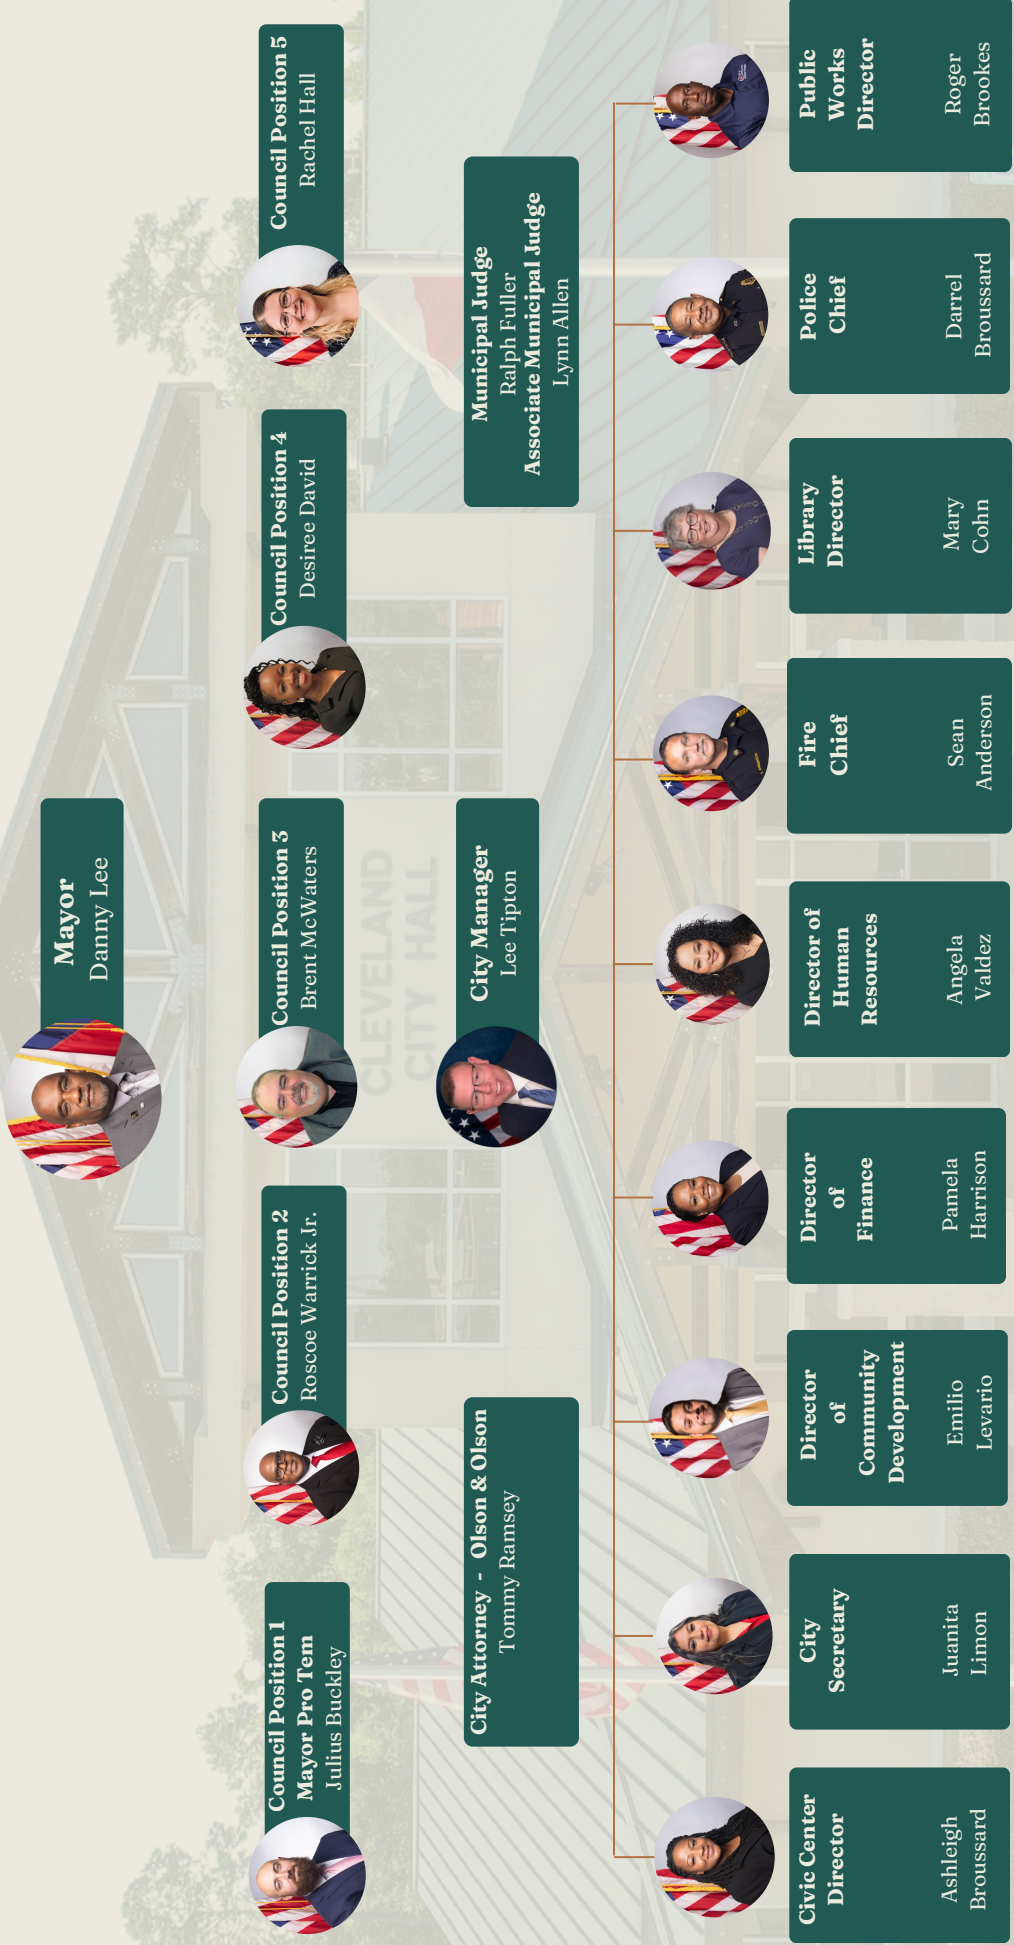 Mayor
Danny Lee
Council Position 1
Mayor Pro Tem
Julius Buckley
Council Position 2
Roscoe Warrick Jr.
Council Position 3
Brent McWaters
Council Position 4
Desiree David
Council Position 5
Rachel Hall
CLEVELAND
CITY HALL
City Attorney - Olson & Olson
Tommy Ramsey
City Manager
Lee Tipton
Municipal Judge
Ralph Fuller
Associate Municipal Judge
Lynn Allen
Civic Center
Director
Ashleigh
Broussard
City
Secretary
Juanita
Limon
Director
of
Community
Development
Emilio
Levario
Director
of
Finance
Pamela
Harrison
Director of
Human
Resources
Angela
Valdez
Fire
Chief
Sean
Anderson
Library
Director
Mary
Cohn
Police
Chief
Darrel
Broussard
Public
Works
Director
Roger
Brookes